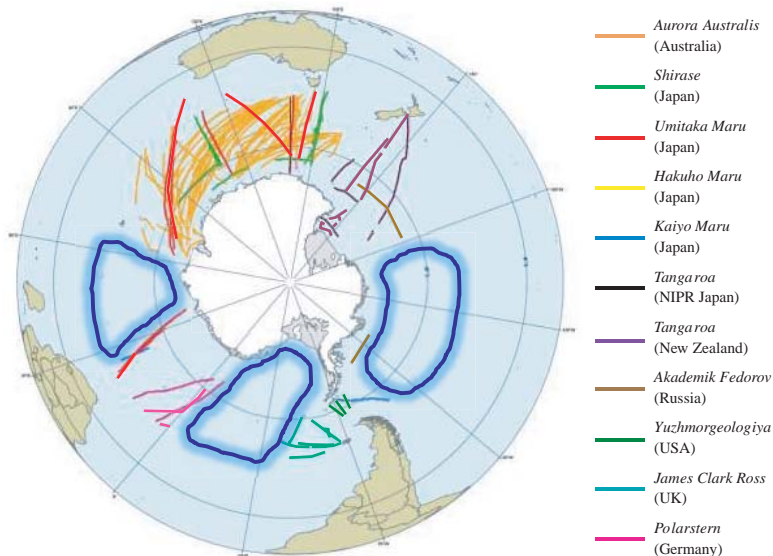 Aurora Australis
(Australia)
Shirase
(Japan)
Umitaka Maru
(Japan)
Hakuho Maru
(Japan)
Kaiyo Maru
(Japan)
Tangaroa
(NIPR Japan)
Tangaroa
(New Zealand)
Akademik Fedorov
(Russia)
Yuzhmorgeologiya
(USA)
James Clark Ross
(UK)
Polarstern
(Germany)